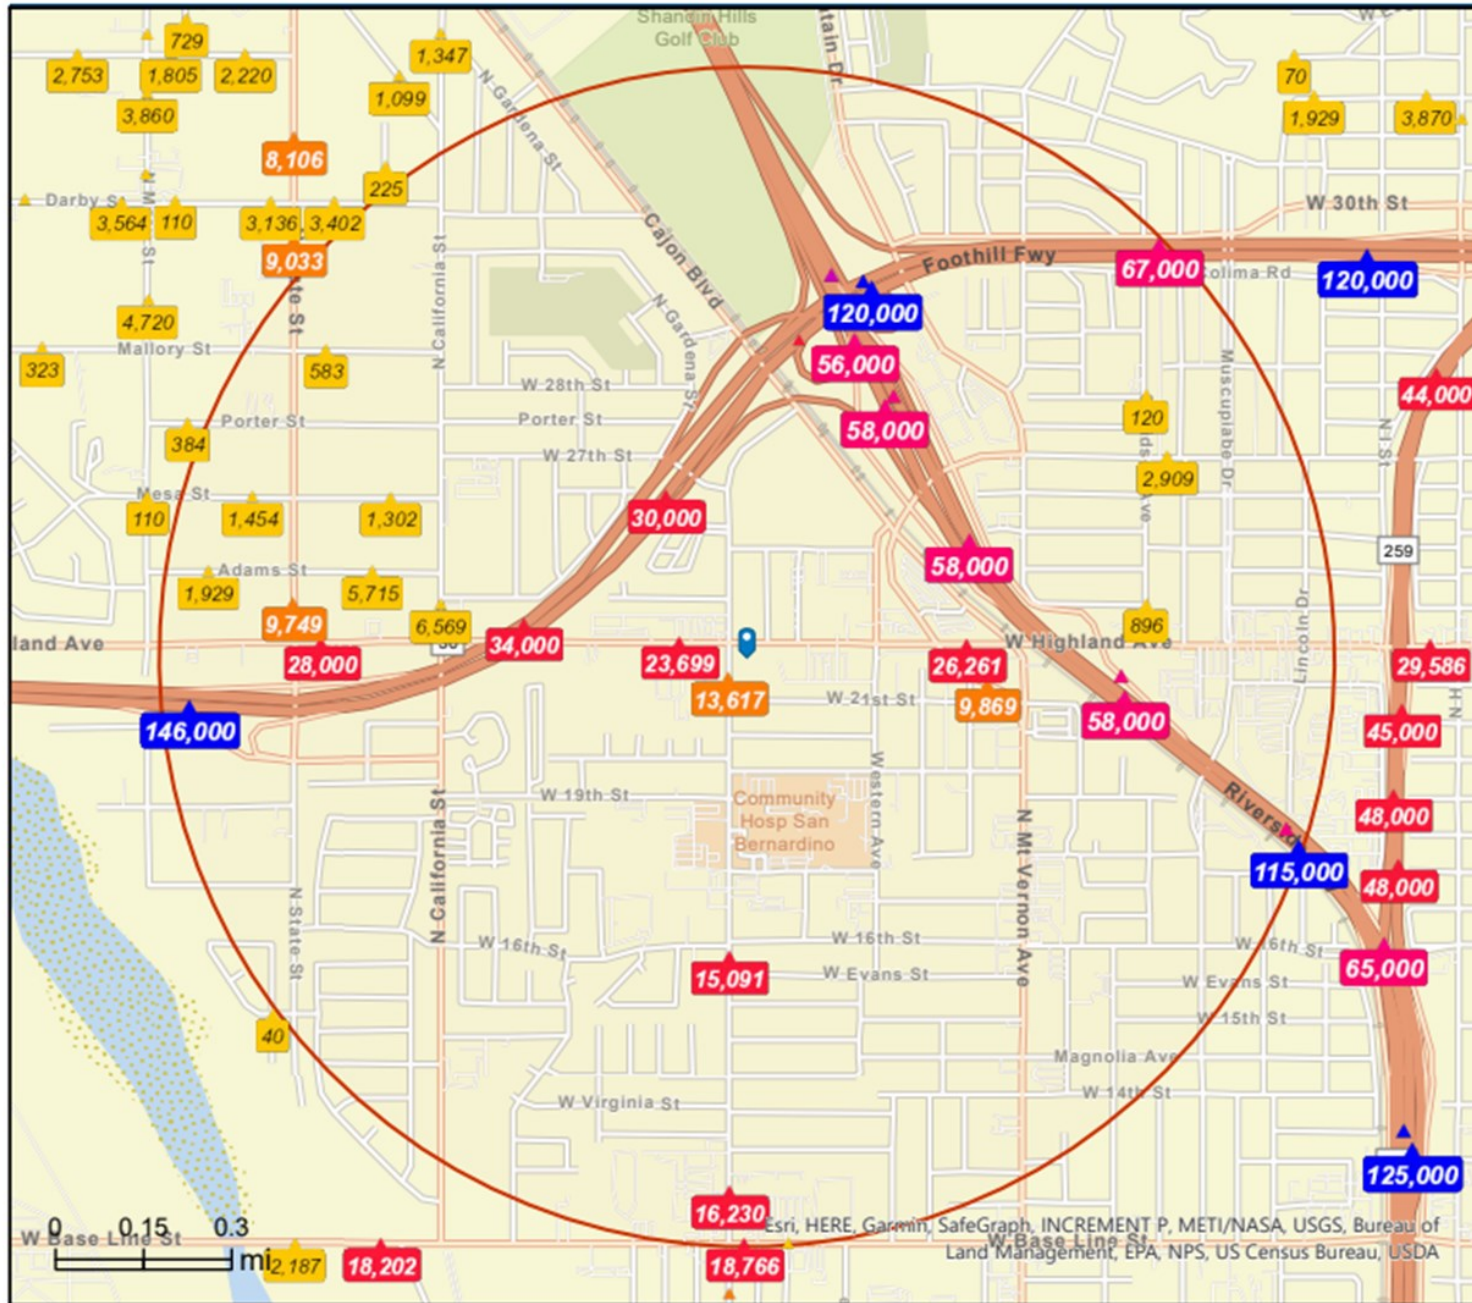 Shandin Hills
Golf Club
729
2,753
1,805
2,220
1,347
1,099
3,860
N Gardena St
70
1,929
3,870
8,106
225
Darby S
3,564
110
3,136
3,402
9,033
W 30th St
Cajon Blvd
Foothill Fwy
67,000
Colima Rd
120,000
120,000
4,720
Mallory St
323
583
N California St
N Gardena St
56,000
44,000
W 28th St
Porter St
Porter St
58,000
384
W 27th St
120
Muscupiabe Dr
N I St
2,909
Mesa St
110
1,454
1,302
30,000
259
58,000
Adams St
1,929
5,715
9,749
6,569
896
land Ave
28,000
34,000
23,699
26,261
W Highland Ave
Lincoln Dr
29,586
13,617
W 21st St
9,869
146,000
58,000
45,000
Western Ave
N California St
W 19th St
Community
Hosp San
Bernardino
N Mt Vernon Ave
48,000
115,000
48,000
N State St
W 16th St
W 16th St
W 16th St
15,091
W Evans St
65,000
W Evans St
W 15th St
40
Magnolia Ave
W 14th St
W Virginia St
125,000
16,230
0 0.15 0.3
mi
W Base Line St
W Base Line St
2,187
18,202
18,766
Esri, HERE, Garmin, SafeGraph, INCREMENT P, METI/NASA, USGS, Bureau of
Land Management, EPA, NPS, US Census Bureau, USDA